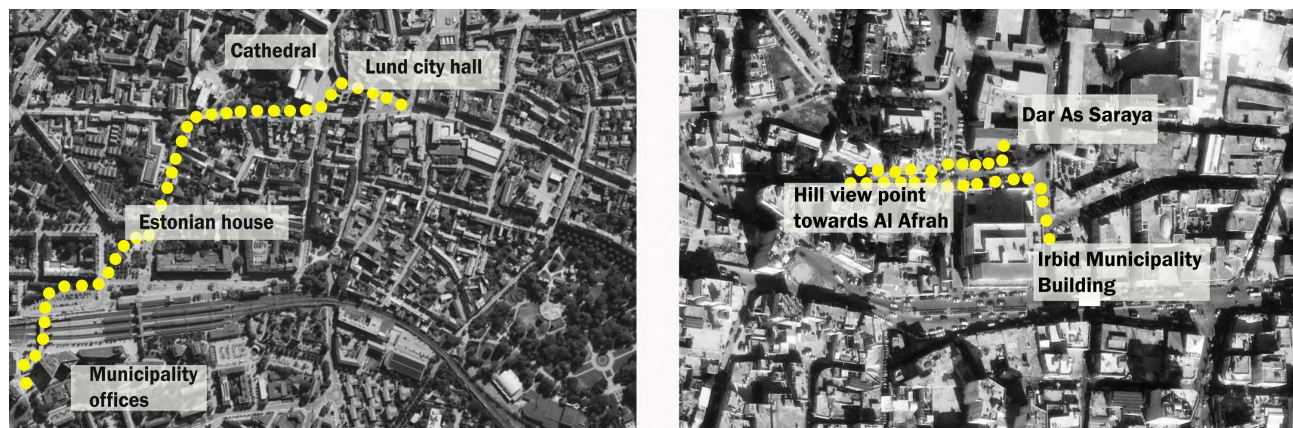 Cathedral
Lund city hall
Estonian house
Municipality
offices
Dar As Saraya
Hill view point
towards Al Afrah
Irbid Municipality
Building